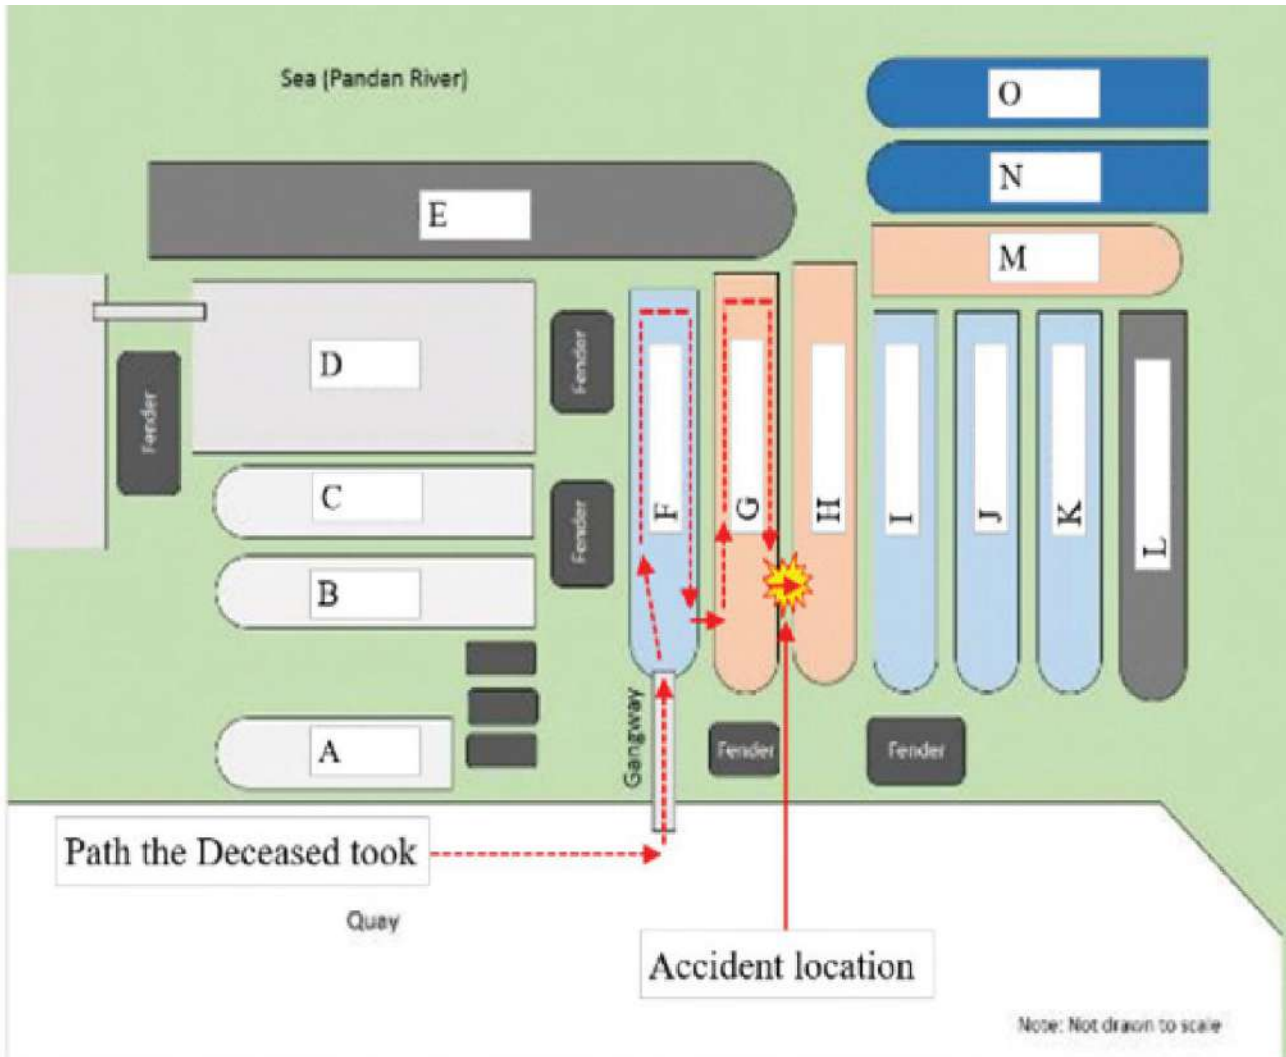 Sea (Pandan River)
O
N
E
M
D
Fender
Fender
C
Fender
F
G
H
I
J
K
L
B
A
Gangway
Fender
Fender
Path the Deceased took
Quay
Accident location
Note: Not drawn to scale